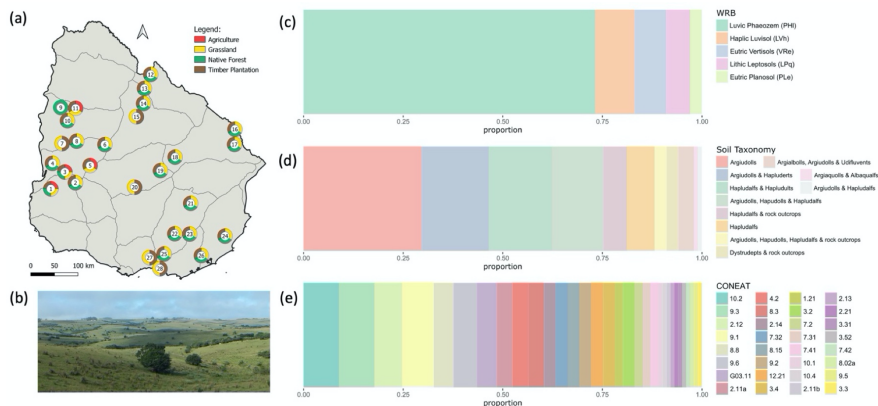 (a)
Legend:
Agriculture
Grassland
Native Forest
Timber Plantation
12
13
14
15
9
11
10
16
17
7
8
6
18
4
3
5
19
1
2
20
21
22
23
24
25
26
27
28
0 50 100 km
(b)
(c)
0.00 0.25 0.50 0.75 1.00
proportion
WRB
Luvic Phaeozem (PHl)
Haplic Luvisol (LVh)
Eutric Vertisols (VRe)
Lithic Leptosols (LPq)
Eutric Planosol (PLe)
(d)
0.00 0.25 0.50 0.75 1.00
proportion
Soil Taxonomy
Argiudolls
Argiudolls & Hapluderts
Hapludalfs & Hapludults
Argiudolls, Hapudolls & Hapludalfs
Hapludalfs & rock outcrops
Hapludalfs
Argiudolls, Hapudolls, Hapludalfs & rock outcrops
Dystrudepts & rock outcrops
Argialbolls, Argiudolls & Udifluvents
Argiaquolls & Albaqualfs
Argiudolls & Hapludalfs
(e)
0.00 0.25 0.50 0.75 1.00
proportion
CONEAT
10.2 4.2 1.21 2.13
9.3 8.3 3.2 2.21
2.12 2.14 7.2 3.31
9.1 7.32 7.31 3.52
8.8 8.15 7.41 7.42
9.6 9.2 10.1 8.02a
G03.11 12.21 10.4 9.5
2.11a 3.4 2.11b 3.3